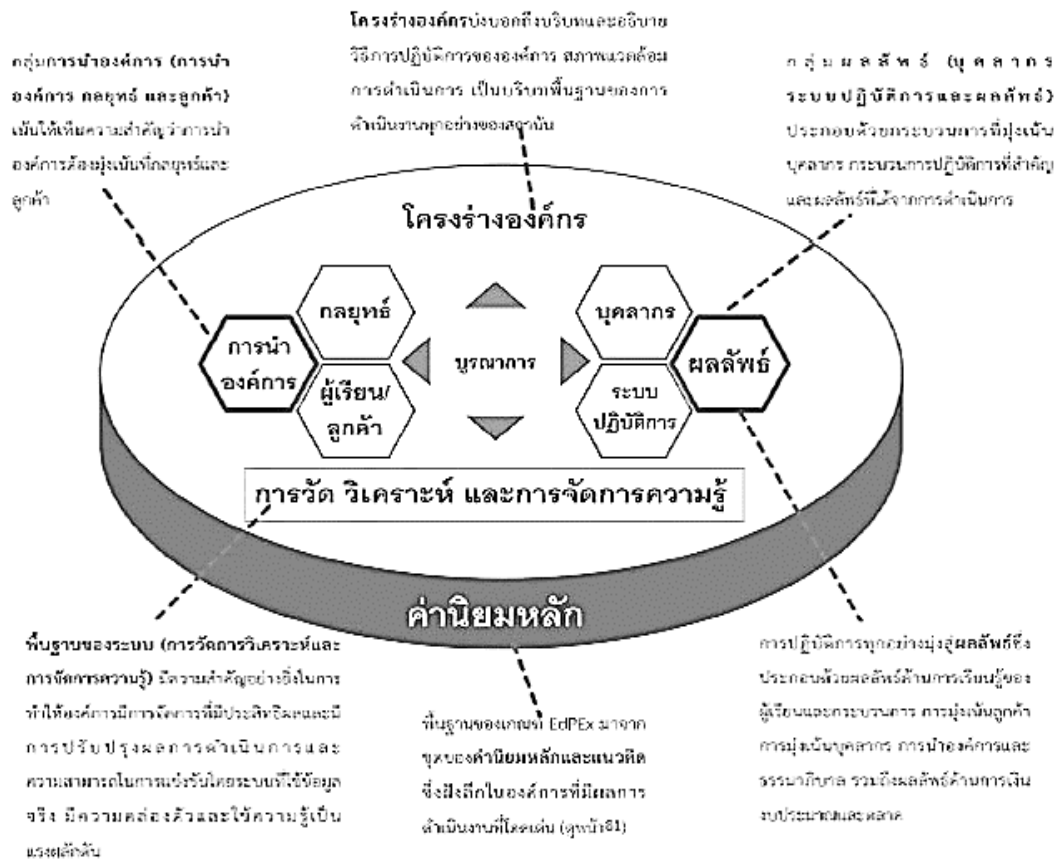 โครงร่างองค์กรบ่งบอกถึงบริบทและอธิบาย
วิธีการปฏิบัติการขององค์การ สภาพแวดล้อม
การดำเนินการ เป็นบริบทพื้นฐานของการ
ดำเนินงานทุกอย่างของสถาบัน
กลุ่มการนำองค์การ (การนำ
องค์การ กลยุทธ์ และลูกค้า)
เน้นให้เห็นความสำคัญว่าการนำ
องค์การต้องมุ่งเน้นที่กลยุทธ์และ
ลูกค้า
กลุ่มผลลัพธ์ (บุคลากร
ระบบปฏิบัติการและผลลัพธ์)
ประกอบด้วยกระบวนการที่มุ่งเน้น
บุคลากร กระบวนการปฏิบัติการที่สำคัญ
และผลลัพธ์ที่ได้จากการดำเนินการ
โครงร่างองค์กร
กลยุทธ์
บุคลากร
การนำ
องค์การ
บูรณาการ
ผลลัพธ์
ผู้เรียน/
ลูกค้า
ระบบ
ปฏิบัติการ
การวัด วิเคราะห์ และการจัดการความรู้
ค่านิยมหลัก
พื้นฐานของระบบ (การวัดการวิเคราะห์และ
การจัดการความรู้) มีความสำคัญอย่างยิ่งในการ
ทำให้องค์การมีการจัดการที่มีประสิทธิผลและมี
การปรับปรุงผลการดำเนินการและ
ความสามารถในการแข่งขันโดยระบบที่ใช้ข้อมูล
จริง มีความคล่องตัวและใช้ความรู้เป็น
แรงผลักดัน
พื้นฐานของเกณฑ์ EdPEx มาจาก
ชุดของค่านิยมหลักและแนวคิด
ซึ่งฝังลึกในองค์การที่มีผลการ
ดำเนินงานที่โดดเด่น (ดูหน้า81)
การปฏิบัติการทุกอย่างมุ่งสู่ผลลัพธ์ซึ่ง
ประกอบด้วยผลลัพธ์ด้านการเรียนรู้ของ
ผู้เรียนและกระบวนการ การมุ่งเน้นลูกค้า
การมุ่งเน้นบุคลากร การนำองค์การและ
ธรรมาภิบาล รวมถึงผลลัพธ์ด้านการเงิน
งบประมาณและตลาด